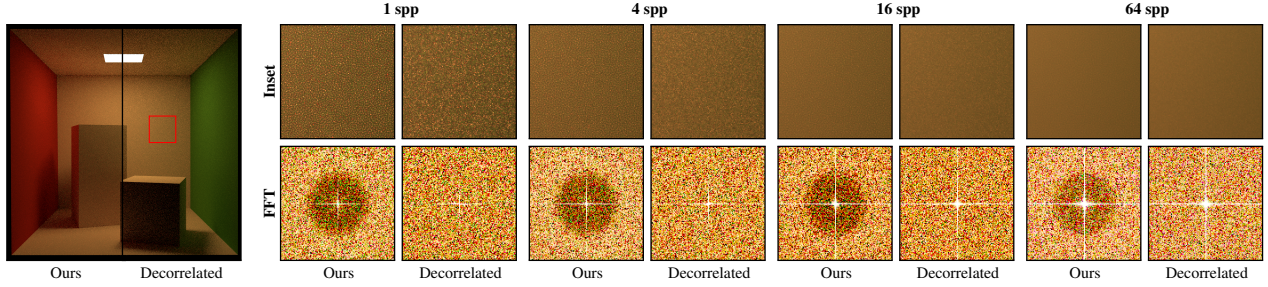 1 spp 4 spp 16 spp 64 spp
Inset
FFT
Ours Decorrelated Ours Decorrelated Ours Decorrelated Ours Decorrelated Ours Decorrelated